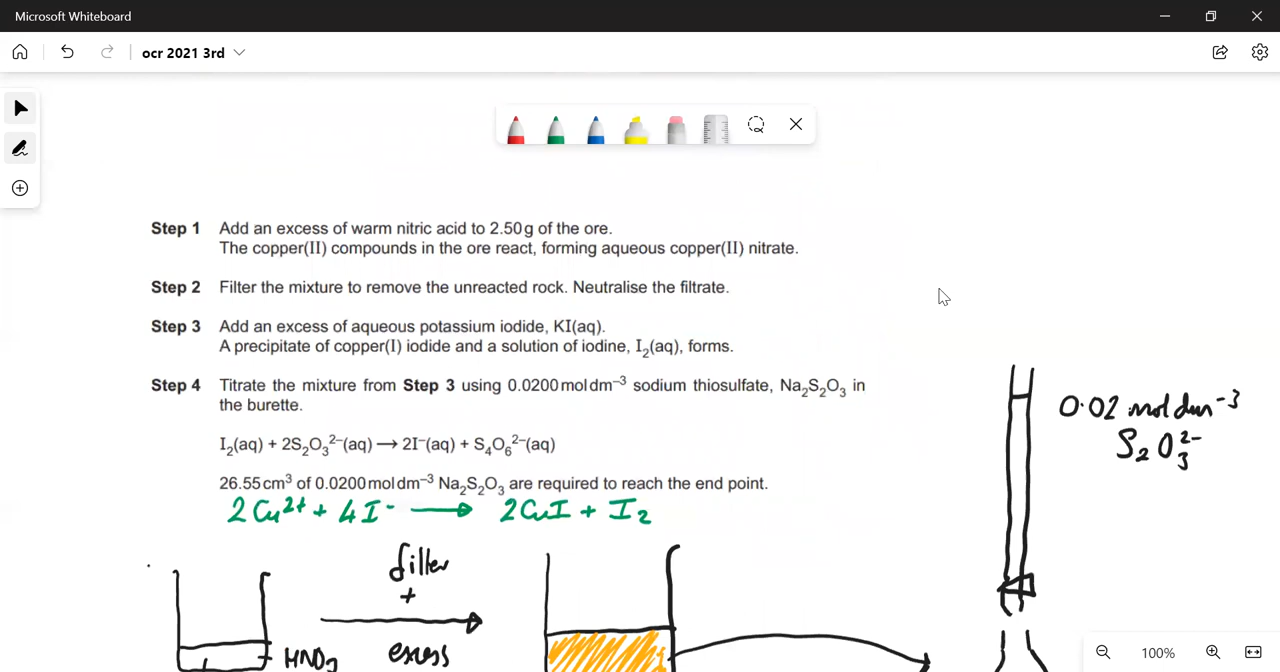 Microsoft Whiteboard
ocr 2021 3rd
Step 1 Add an excess of warm nitric acid to 2.50 g of the ore.
The copper(II) compounds in the ore react, forming aqueous copper(II) nitrate.
Step 2 Filter the mixture to remove the unreacted rock. Neutralise the filtrate.
Step 3 Add an excess of aqueous potassium iodide, KI(aq).
A precipitate of copper(I) iodide and a solution of iodine, I₂(aq), forms.
Step 4 Titrate the mixture from Step 3 using 0.0200 mol dm⁻³ sodium thiosulfate, Na₂S₂O₃ in
the burette.
I₂(aq) + 2S₂O₃²⁻(aq) → 2I⁻(aq) + S₄O₆²⁻(aq)
26.55 cm³ of 0.0200 mol dm⁻³ Na₂S₂O₃ are required to reach the end point.
2Cu²⁺ + 4I⁻ → 2CuI + I₂
0.02 mol dm⁻³
S₂O₃²⁻
filter
+
excess
HNO₃
100%